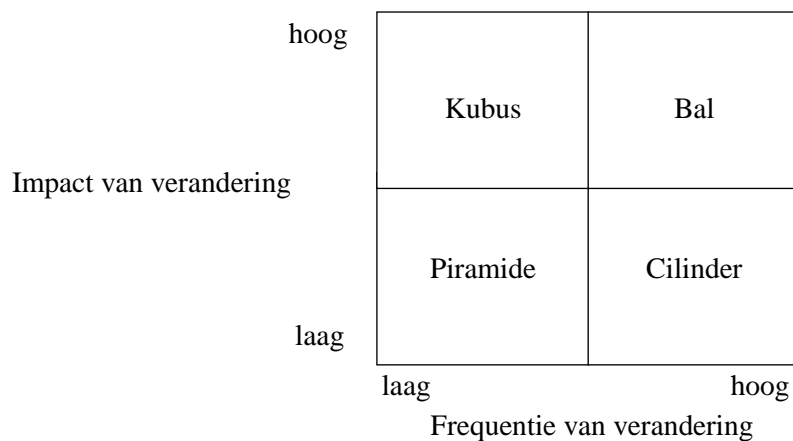 hoog
Kubus Bal
Impact van verandering
Piramide Cilinder
laag
laag hoog
Frequentie van verandering